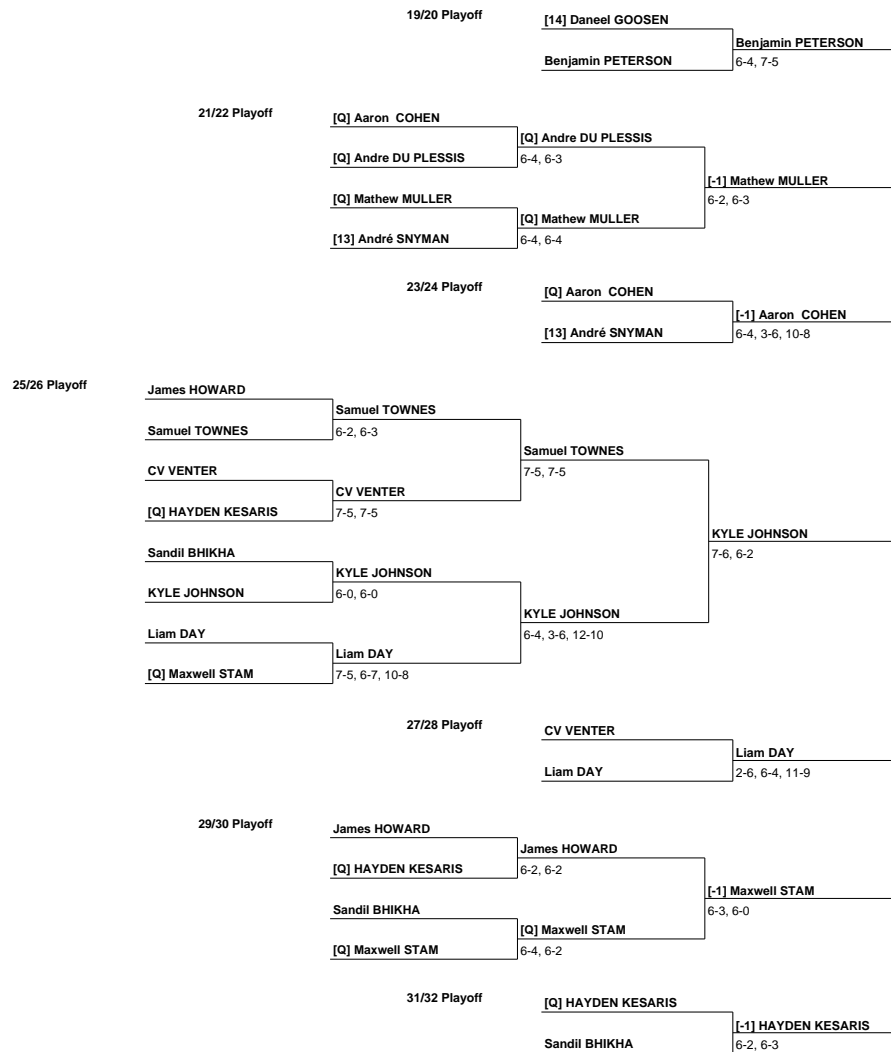 19/20 Playoff
[14] Daneel GOOSEN
Benjamin PETERSON
Benjamin PETERSON
6-4, 7-5
21/22 Playoff
[Q] Aaron  COHEN
[Q] Andre DU PLESSIS
[Q] Andre DU PLESSIS
6-4, 6-3
[-1] Mathew MULLER
6-2, 6-3
[Q] Mathew MULLER
[Q] Mathew MULLER
[13] André SNYMAN
6-4, 6-4
23/24 Playoff
[Q] Aaron  COHEN
[-1] Aaron  COHEN
[13] André SNYMAN
6-4, 3-6, 10-8
25/26 Playoff
James HOWARD
Samuel TOWNES
Samuel TOWNES
6-2, 6-3
Samuel TOWNES
7-5, 7-5
CV VENTER
CV VENTER
[Q] HAYDEN KESARIS
7-5, 7-5
KYLE JOHNSON
7-6, 6-2
Sandil BHIKHA
KYLE JOHNSON
KYLE JOHNSON
6-0, 6-0
KYLE JOHNSON
6-4, 3-6, 12-10
Liam DAY
Liam DAY
[Q] Maxwell STAM
7-5, 6-7, 10-8
27/28 Playoff
CV VENTER
Liam DAY
Liam DAY
2-6, 6-4, 11-9
29/30 Playoff
James HOWARD
James HOWARD
[Q] HAYDEN KESARIS
6-2, 6-2
[-1] Maxwell STAM
6-3, 6-0
Sandil BHIKHA
[Q] Maxwell STAM
[Q] Maxwell STAM
6-4, 6-2
31/32 Playoff
[Q] HAYDEN KESARIS
[-1] HAYDEN KESARIS
Sandil BHIKHA
6-2, 6-3